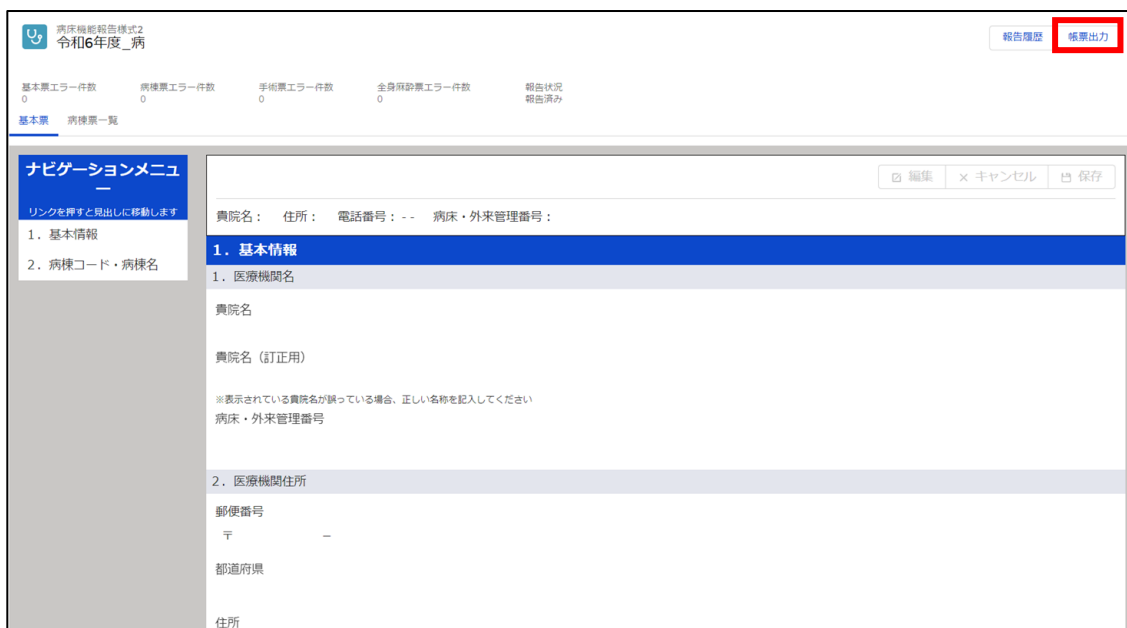 病床機能報告様式2
令和6年度_病
報告履歴
帳票出力
基本票エラー件数 病棟票エラー件数 手術票エラー件数 全身麻酔票エラー件数 報告状況
0 0 0 0 報告済み
基本票 病棟票一覧
ナビゲーションメニュ
ー
リンクを押すと見出しに移動します
1．基本情報
2．病棟コード・病棟名
編集 × キャンセル 保存
貴院名： 住所： 電話番号：-- 病床・外来管理番号：
1．基本情報
1．医療機関名
貴院名
貴院名（訂正用）
※表示されている貴院名が誤っている場合、正しい名称を記入してください
病床・外来管理番号
2．医療機関住所
郵便番号
〒 －
都道府県
住所